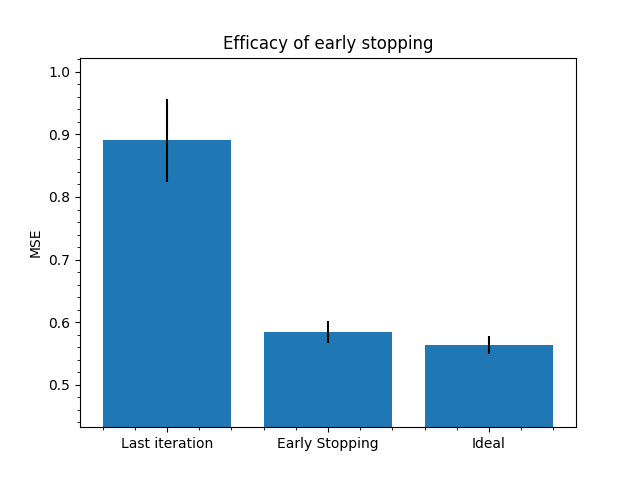 Efficacy of early stopping
1.0
0.9
0.8
0.7
0.6
0.5
MSE
Last iteration
Early Stopping
Ideal